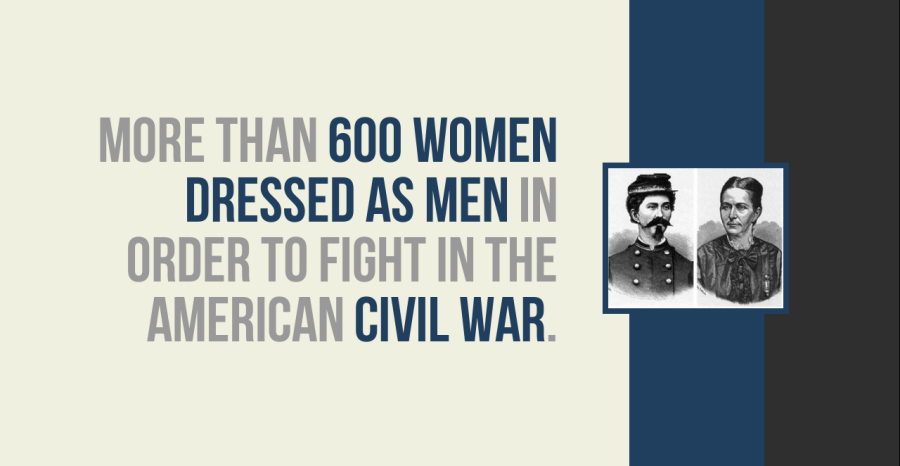 MORE THAN 600 WOMEN
DRESSED AS MEN IN
ORDER TO FIGHT IN THE
AMERICAN CIVIL WAR.